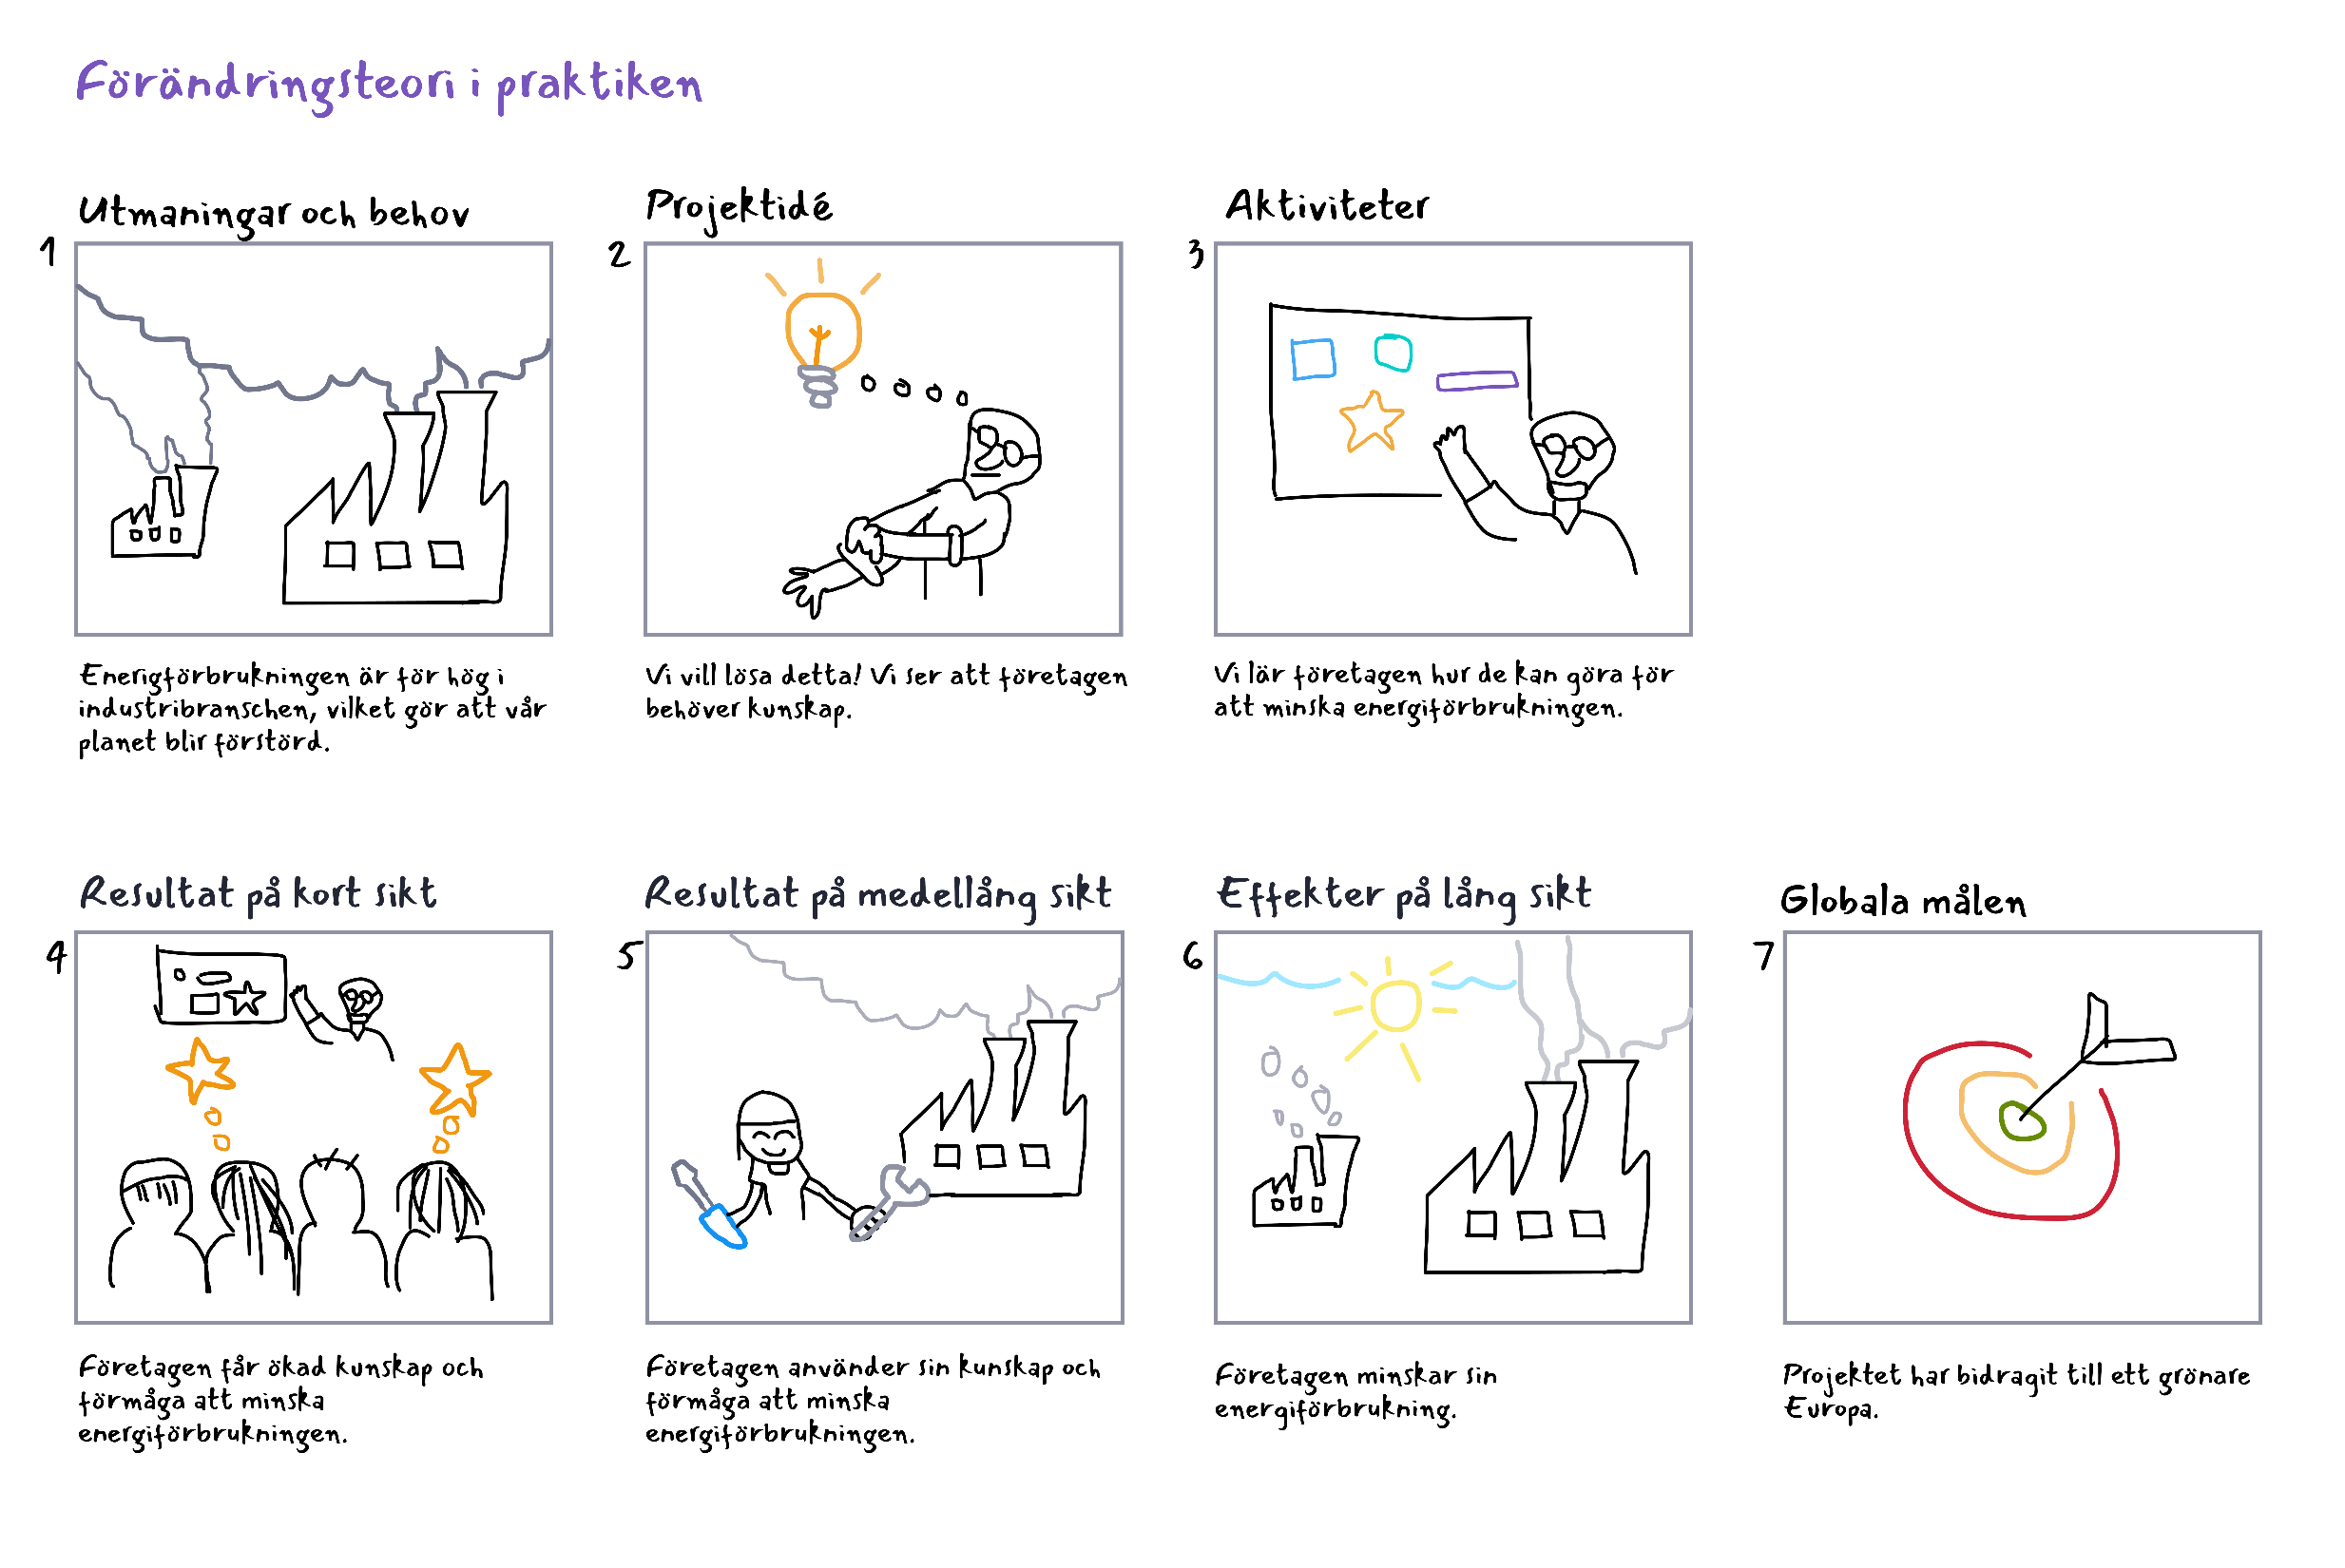 Förändringsteori i praktiken
Utmaningar och behov
1
Energiförbrukningen är för hög i
industribranschen, vilket gör att vår
planet blir förstörd.
Projektidé
2
Vi vill lösa detta! Vi ser att företagen
behöver kunskap.
Aktiviteter
3
Vi lär företagen hur de kan göra för
att minska energiförbrukningen.
Resultat på kort sikt
4
Företagen får ökad kunskap och
förmåga att minska
energiförbrukningen.
Resultat på medellång sikt
5
Företagen använder sin kunskap och
förmåga att minska
energiförbrukningen.
Effekter på lång sikt
6
Företagen minskar sin
energiförbrukning.
Globala målen
7
Projektet har bidragit till ett grönare
Europa.